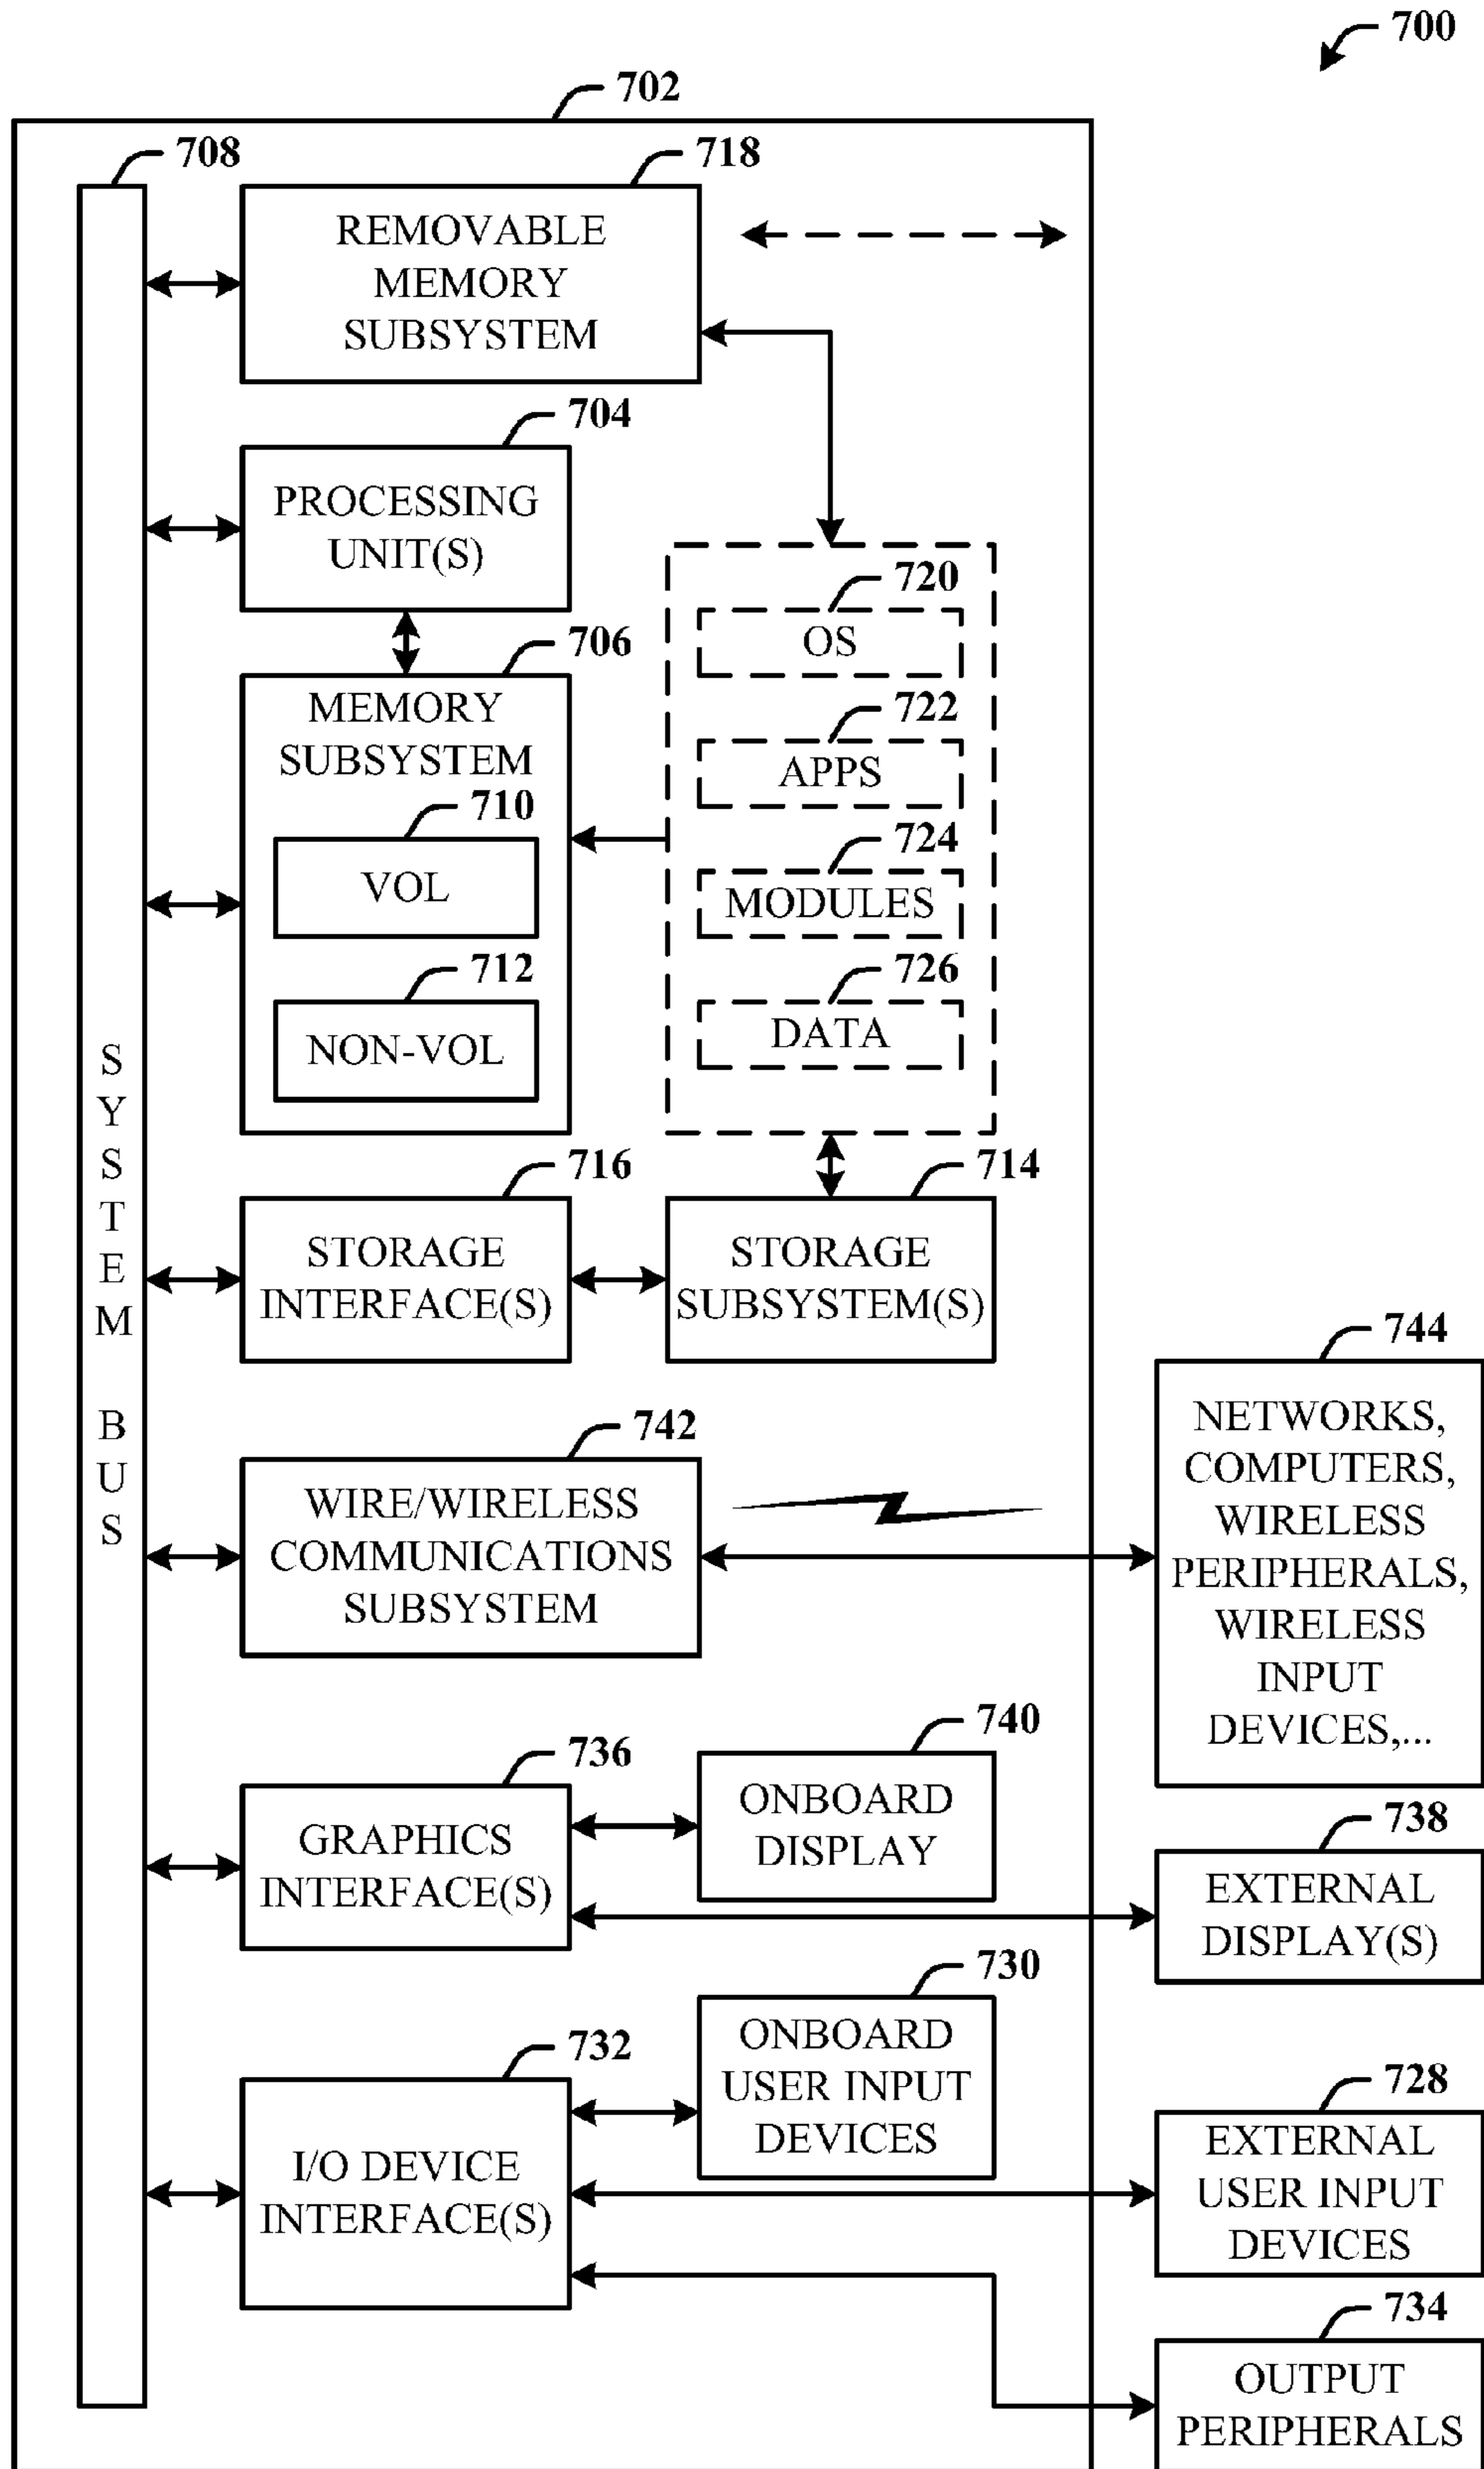 700
702
708
718
REMOVABLE
MEMORY
SUBSYSTEM
704
PROCESSING
UNIT(S)
706
MEMORY
SUBSYSTEM
710
VOL
712
NON-VOL
720
OS
722
APPS
724
MODULES
726
DATA
SYSTEM BUS
716
STORAGE
INTERFACE(S)
714
STORAGE
SUBSYSTEM(S)
742
WIRE/WIRELESS
COMMUNICATIONS
SUBSYSTEM
744
NETWORKS,
COMPUTERS,
WIRELESS
PERIPHERALS,
WIRELESS
INPUT
DEVICES,...
736
GRAPHICS
INTERFACE(S)
740
ONBOARD
DISPLAY
738
EXTERNAL
DISPLAY(S)
732
I/O DEVICE
INTERFACE(S)
730
ONBOARD
USER INPUT
DEVICES
728
EXTERNAL
USER INPUT
DEVICES
734
OUTPUT
PERIPHERALS